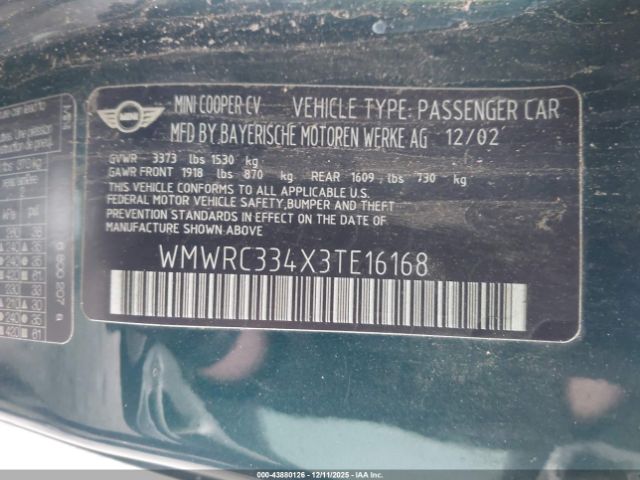 MINI
MINI COOPER CV VEHICLE TYPE: PASSENGER CAR
MFD BY BAYERISCHE MOTOREN WERKE AG 12/02
GVWR - 3373 lbs 1530 kg
GAWR FRONT 1918 lbs 870 kg REAR 1609 lbs 730 kg
THIS VEHICLE CONFORMS TO ALL APPLICABLE U.S.
FEDERAL MOTOR VEHICLE SAFETY,BUMPER AND THEFT
PREVENTION STANDARDS IN EFFECT ON THE DATE OF
MANUFACTURE SHOWN ABOVE
WMWRC334X3TE16168
00-43880126 - 12/11/2025 - IAA Inc.